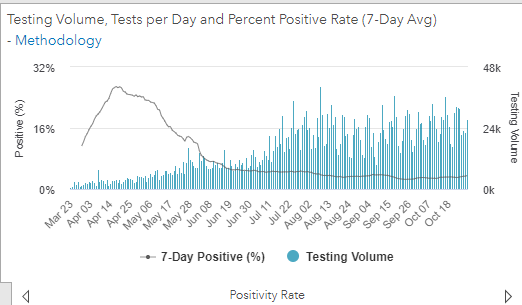 Testing Volume, Tests per Day and Percent Positive Rate (7-Day Avg)
- Methodology
32%
48k
Positive (%)
16%
24k
Testing Volume
0%
0k
Mar 23
Apr 03
Apr 14
Apr 25
May 06
May 17
May 28
Jun 08
Jun 19
Jun 30
Jul 11
Jul 22
Aug 02
Aug 13
Aug 24
Sep 04
Sep 15
Sep 26
Oct 07
Oct 18
7-Day Positive (%)
Testing Volume
Positivity Rate